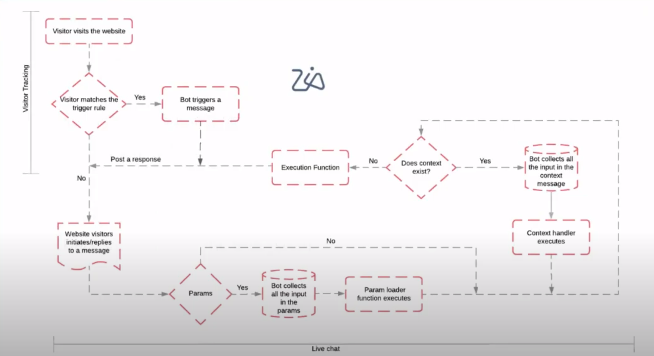 Visitor visits the website
Visitor Tracking
Zia
Visitor matches the
trigger rule
Yes
Bot triggers a
message
Post a response
Execution Function
No
Does context
exist?
Yes
Bot collects all
the input in the
context
message
No
Website visitors
initiates/replies
to a message
Context handler
executes
No
Params
Yes
Bot collects
all the input
in the
params
Param loader
function executes
Live chat